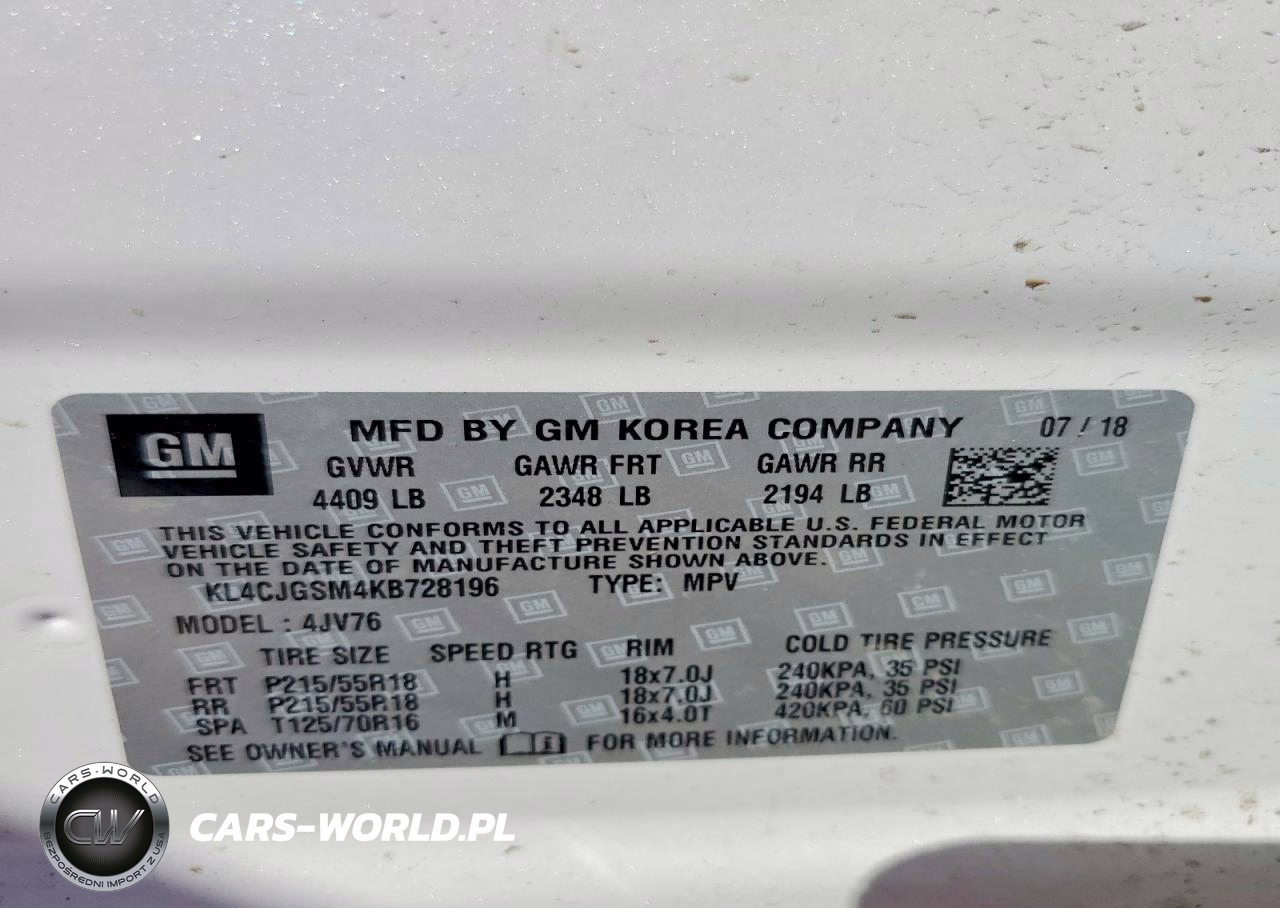 GM
MFD BY GM KOREA COMPANY 07 / 18
GVWR GAWR FRT GAWR RR
4409 LB 2348 LB 2194 LB
THIS VEHICLE CONFORMS TO ALL APPLICABLE U.S. FEDERAL MOTOR
VEHICLE SAFETY AND THEFT PREVENTION STANDARDS IN EFFECT
ON THE DATE OF MANUFACTURE SHOWN ABOVE.
KL4CJGSM4KB728196 TYPE: MPV
MODEL : 4JV76
TIRE SIZE SPEED RTG RIM COLD TIRE PRESSURE
FRT P215/55R18 H 18x7.0J 240KPA, 35 PSI
RR P215/55R18 H 18x7.0J 240KPA, 35 PSI
SPA T125/70R16 M 16x4.0T 420KPA, 60 PSI
SEE OWNER'S MANUAL FOR MORE INFORMATION.
CARS-WORLD
CW
BEZPOŚREDNI IMPORT Z USA
CARS-WORLD.PL